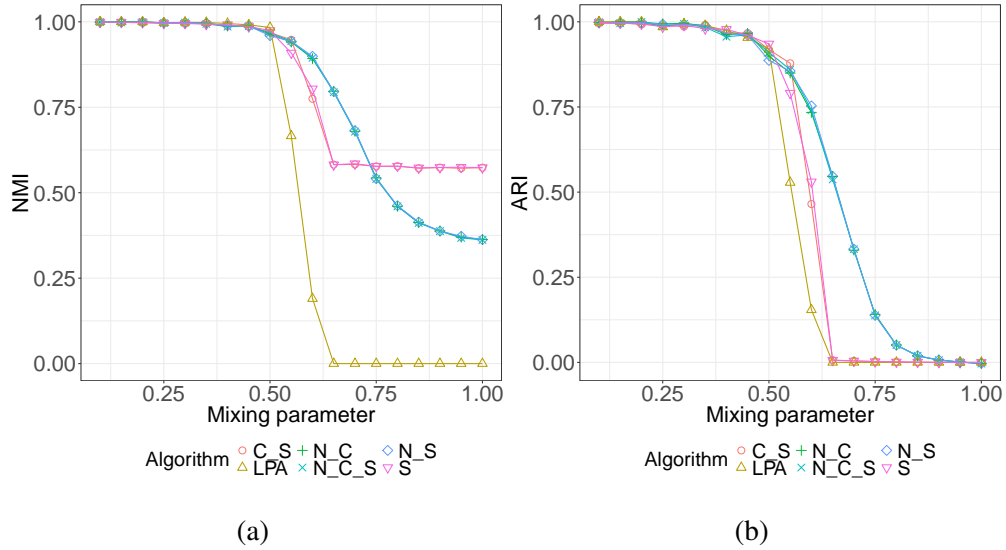 1.00
0.75
0.50
0.25
0.00
NMI
0.25 0.50 0.75 1.00
Mixing parameter
Algorithm C_S N_C N_S
LPA N_C_S S
(a)
1.00
0.75
0.50
0.25
0.00
ARI
0.25 0.50 0.75 1.00
Mixing parameter
Algorithm C_S N_C N_S
LPA N_C_S S
(b)